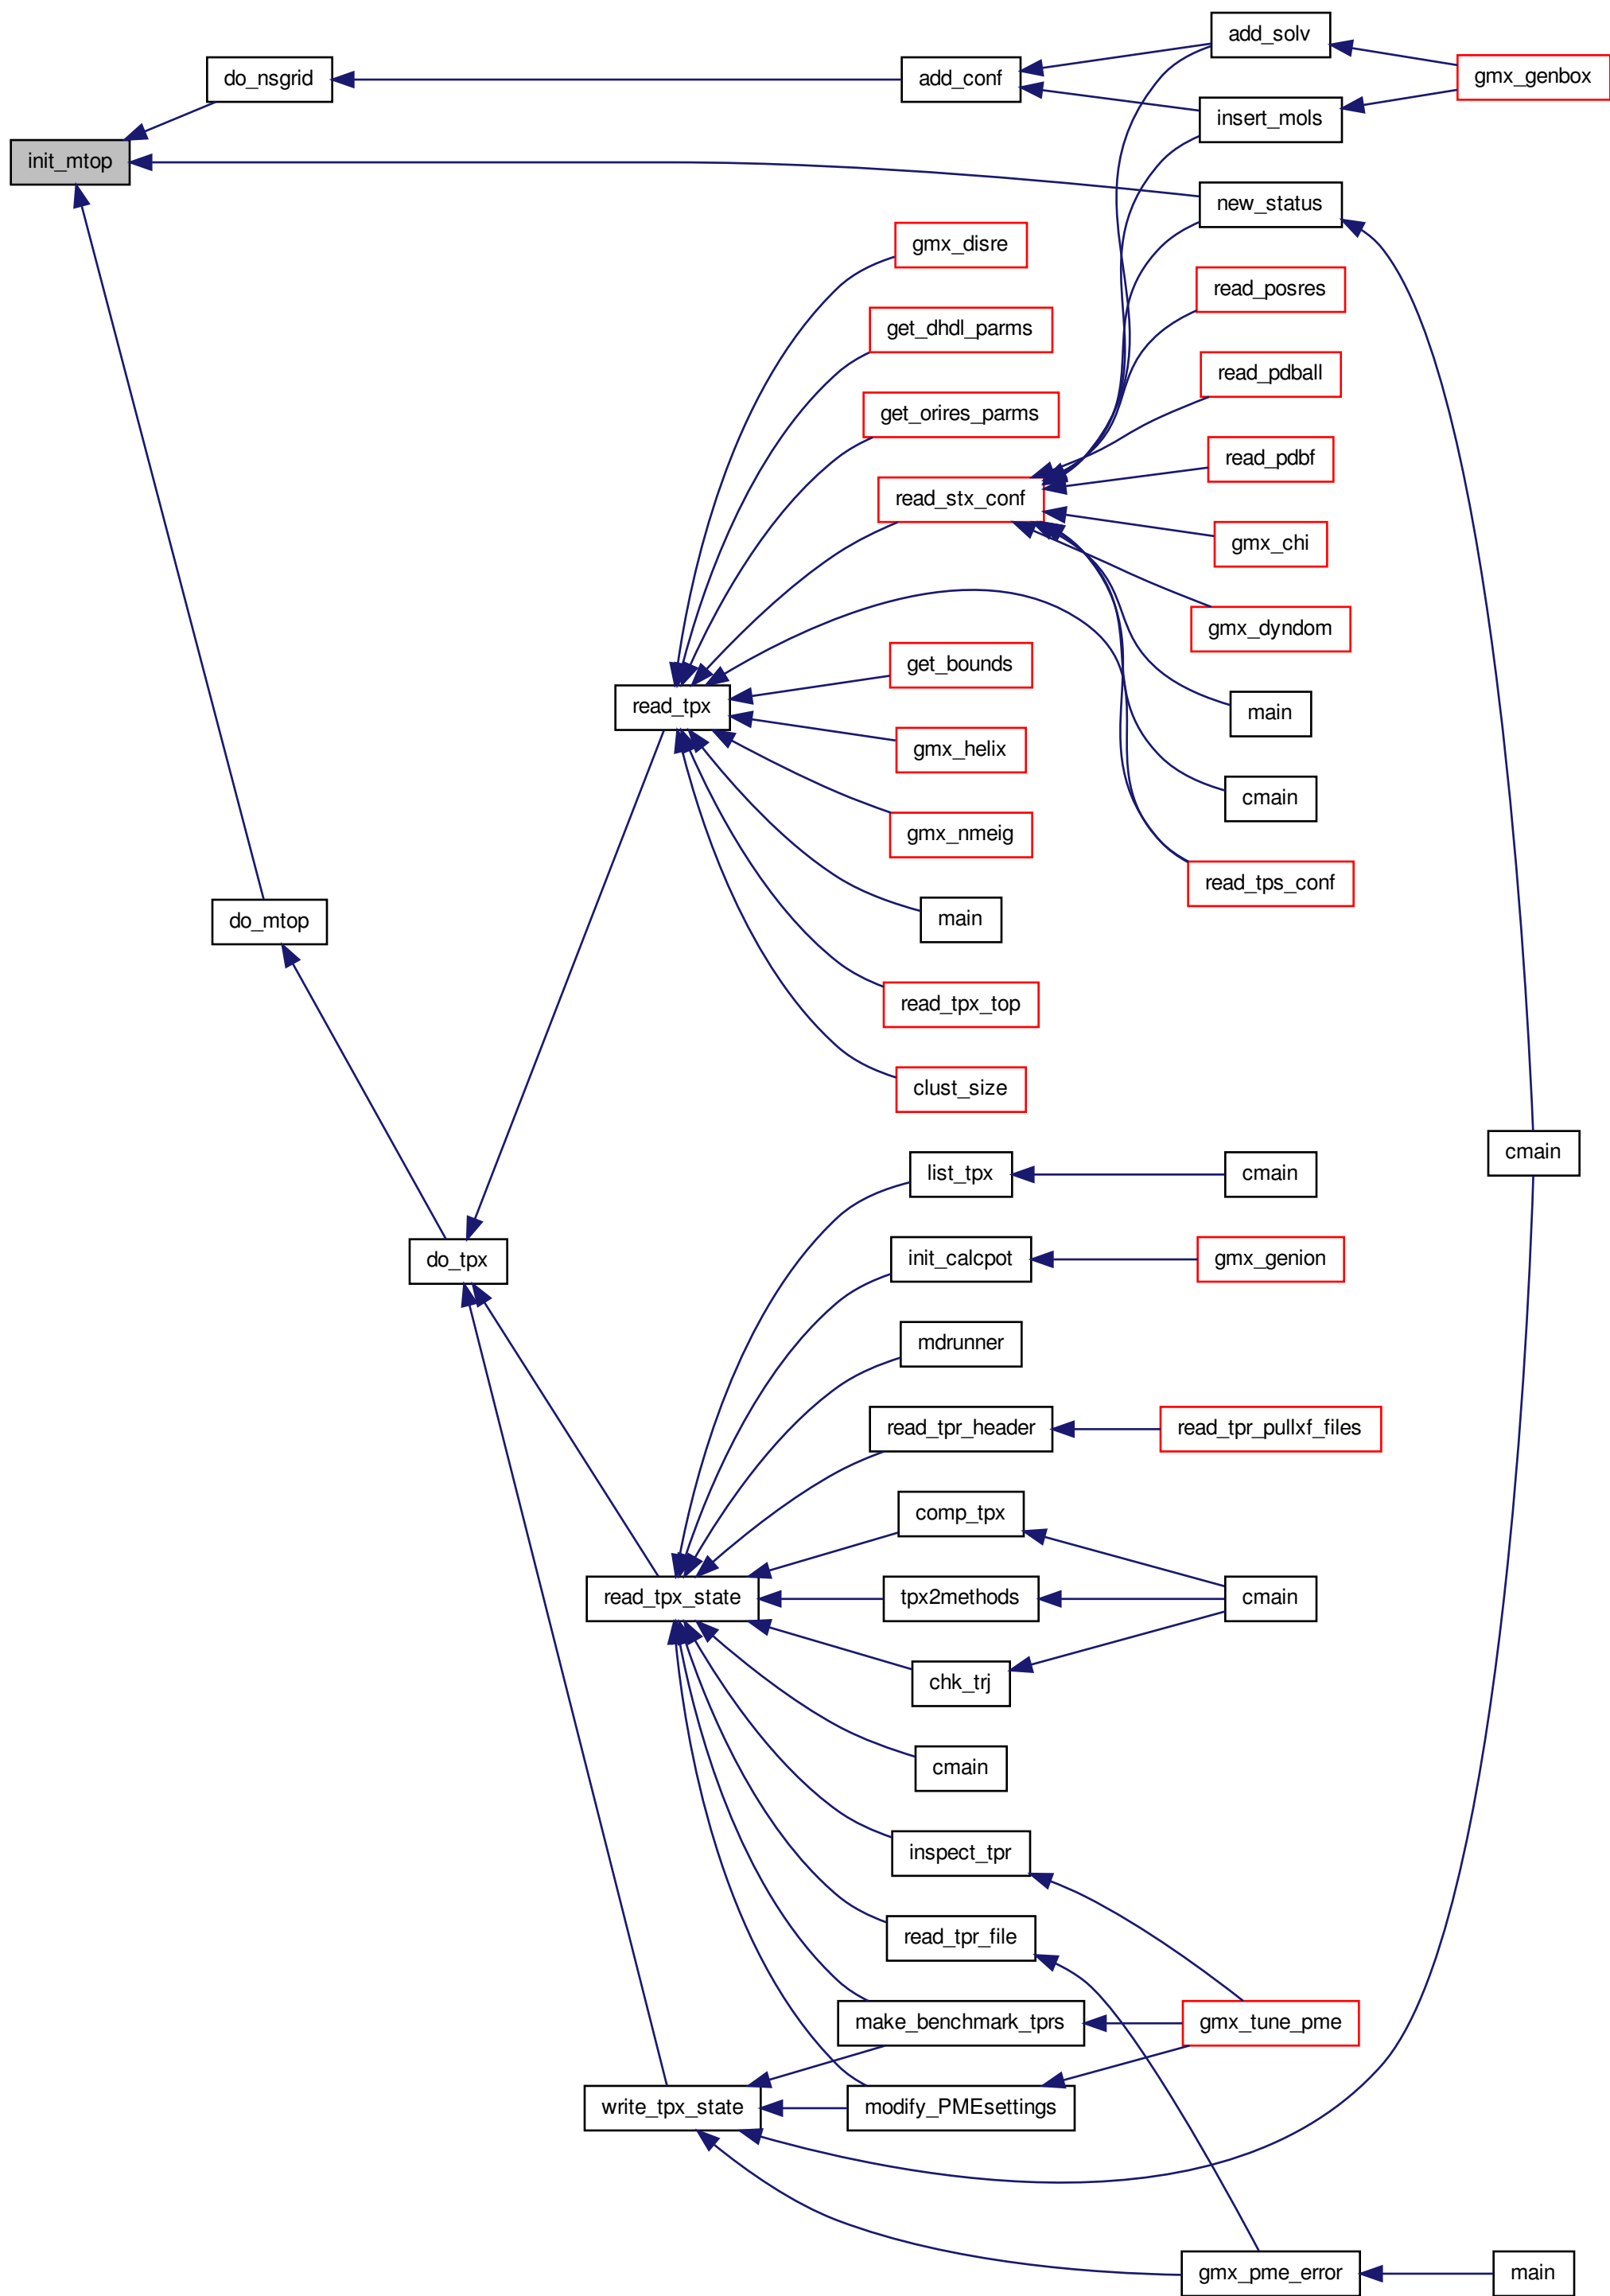 add_solv
do_nsgrid
add_conf
gmx_genbox
insert_mols
init_mtop
new_status
gmx_disre
read_posres
get_dhdl_parms
read_pdball
get_orires_parms
read_pdbf
read_stx_conf
gmx_chi
gmx_dyndom
get_bounds
read_tpx
main
gmx_helix
cmain
gmx_nmeig
read_tps_conf
main
do_mtop
read_tpx_top
clust_size
cmain
list_tpx
cmain
do_tpx
init_calcpot
gmx_genion
mdrunner
read_tpr_header
read_tpr_pullxf_files
comp_tpx
read_tpx_state
tpx2methods
cmain
chk_trj
cmain
inspect_tpr
read_tpr_file
make_benchmark_tprs
gmx_tune_pme
write_tpx_state
modify_PMEsettings
gmx_pme_error
main